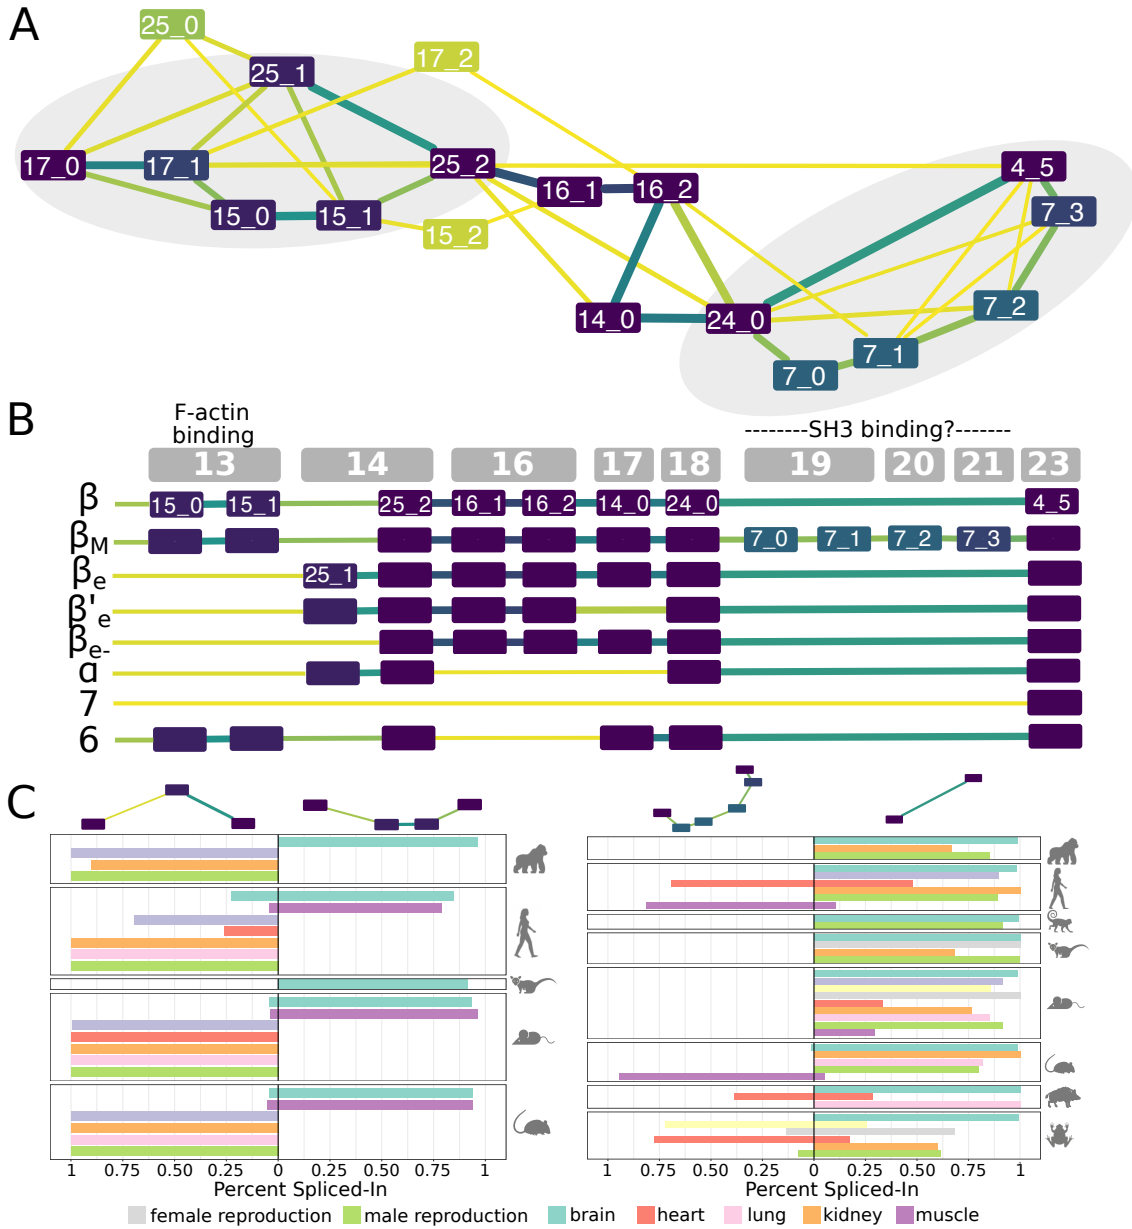 A
25_0
17_2
25_1
17_0
17_1
25_2
4_5
16_1
16_2
7_3
15_0
15_1
15_2
7_2
14_0
24_0
7_1
7_0
B
F-actin
binding
--------SH3 binding?-------
13 14 16 17 18 19 20 21 23
β 15_0 15_1 25_2 16_1 16_2 14_0 24_0 4_5
βM 7_0 7_1 7_2 7_3
βe 25_1
β'e
βe-
α
7
6
C
1 0.75 0.50 0.25 0 0.25 0.50 0.75 1
Percent Spliced-In
1 0.75 0.50 0.25 0 0.25 0.50 0.75 1
Percent Spliced-In
female reproduction male reproduction brain heart lung kidney muscle